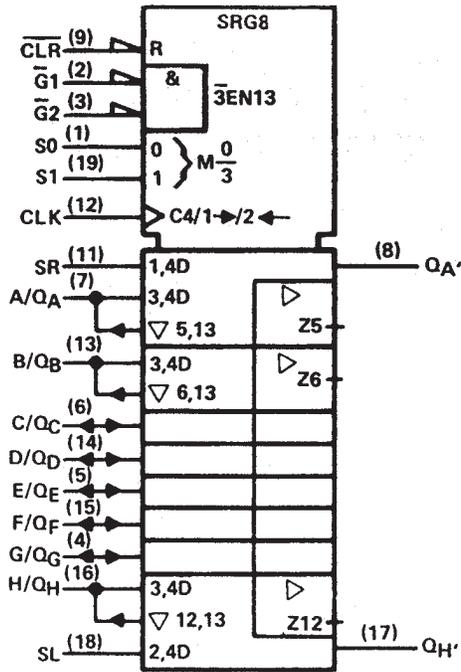 SRG8
CLR (9) R
G1 (2) &
3EN13
G2 (3)
S0 (1) 0
M 0/3
S1 (19) 1
CLK (12) C4/1→/2←
SR (11) 1,4D (8) QA′
A/QA (7) 3,4D
▽ 5,13 Z5
B/QB (13) 3,4D
▽ 6,13 Z6
C/QC (6)
D/QD (14)
E/QE (5)
F/QF (15)
G/QG (4)
H/QH (16) 3,4D
▽ 12,13 Z12
SL (18) 2,4D (17) QH′